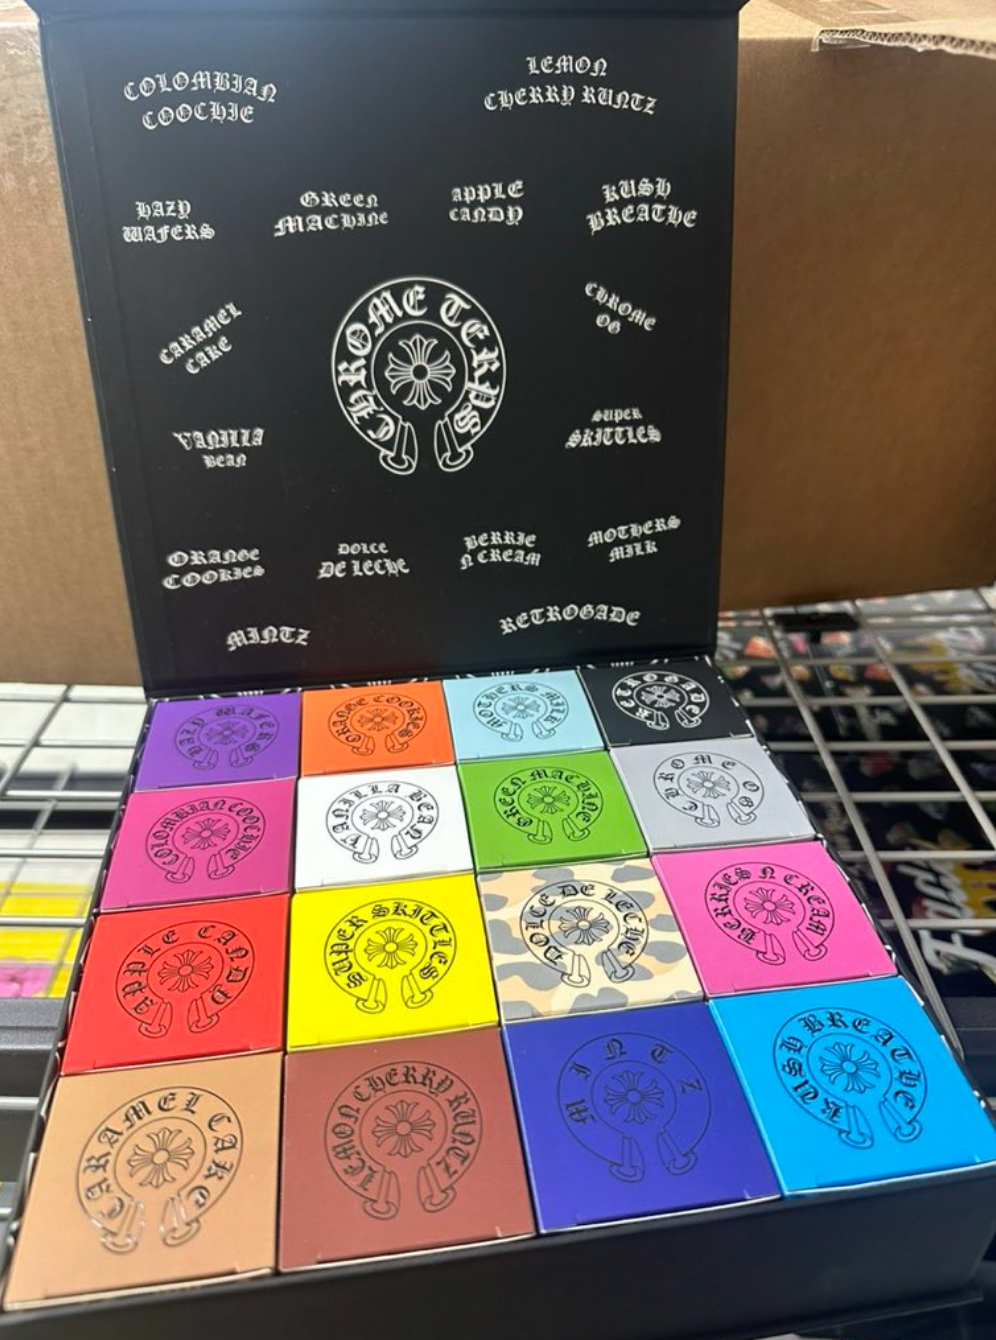 COLOMBIAN
COOCHIE
LEMON
CHERRY RUNTZ
HAZY
WAFERS
GREEN
MACHINE
APPLE
CANDY
KUSH
BREATHE
CARAMEL
CAKE
CHROME TERPS
CHROME
OG
VANILLA
BEAN
SUPER
SKITTLES
ORANGE
COOKIES
DOLCE
DE LECHE
BERRIE
N CREAM
MOTHERS
MILK
MINTZ
RETROGADE
HAZY WAFERS
ORANGE COOKIES
MOTHERS MILK
RETROGADE
COLOMBIAN COOCHIE
VANILLA BEAN
GREEN MACHINE
CHROME OG
APPLE CANDY
SUPER SKITTLES
DOLCE DE LECHE
BERRIES N CREAM
CARAMEL CAKE
LEMON CHERRY RUNTZ
MINTZ
KUSH BREATHE